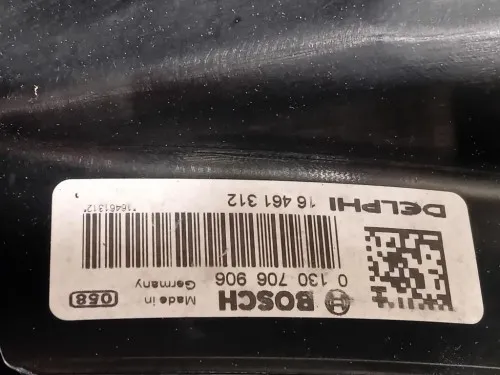 BOSCH Made in
Germany 058
0 130 706 906
*16461312*
DELPHI 16 461 312